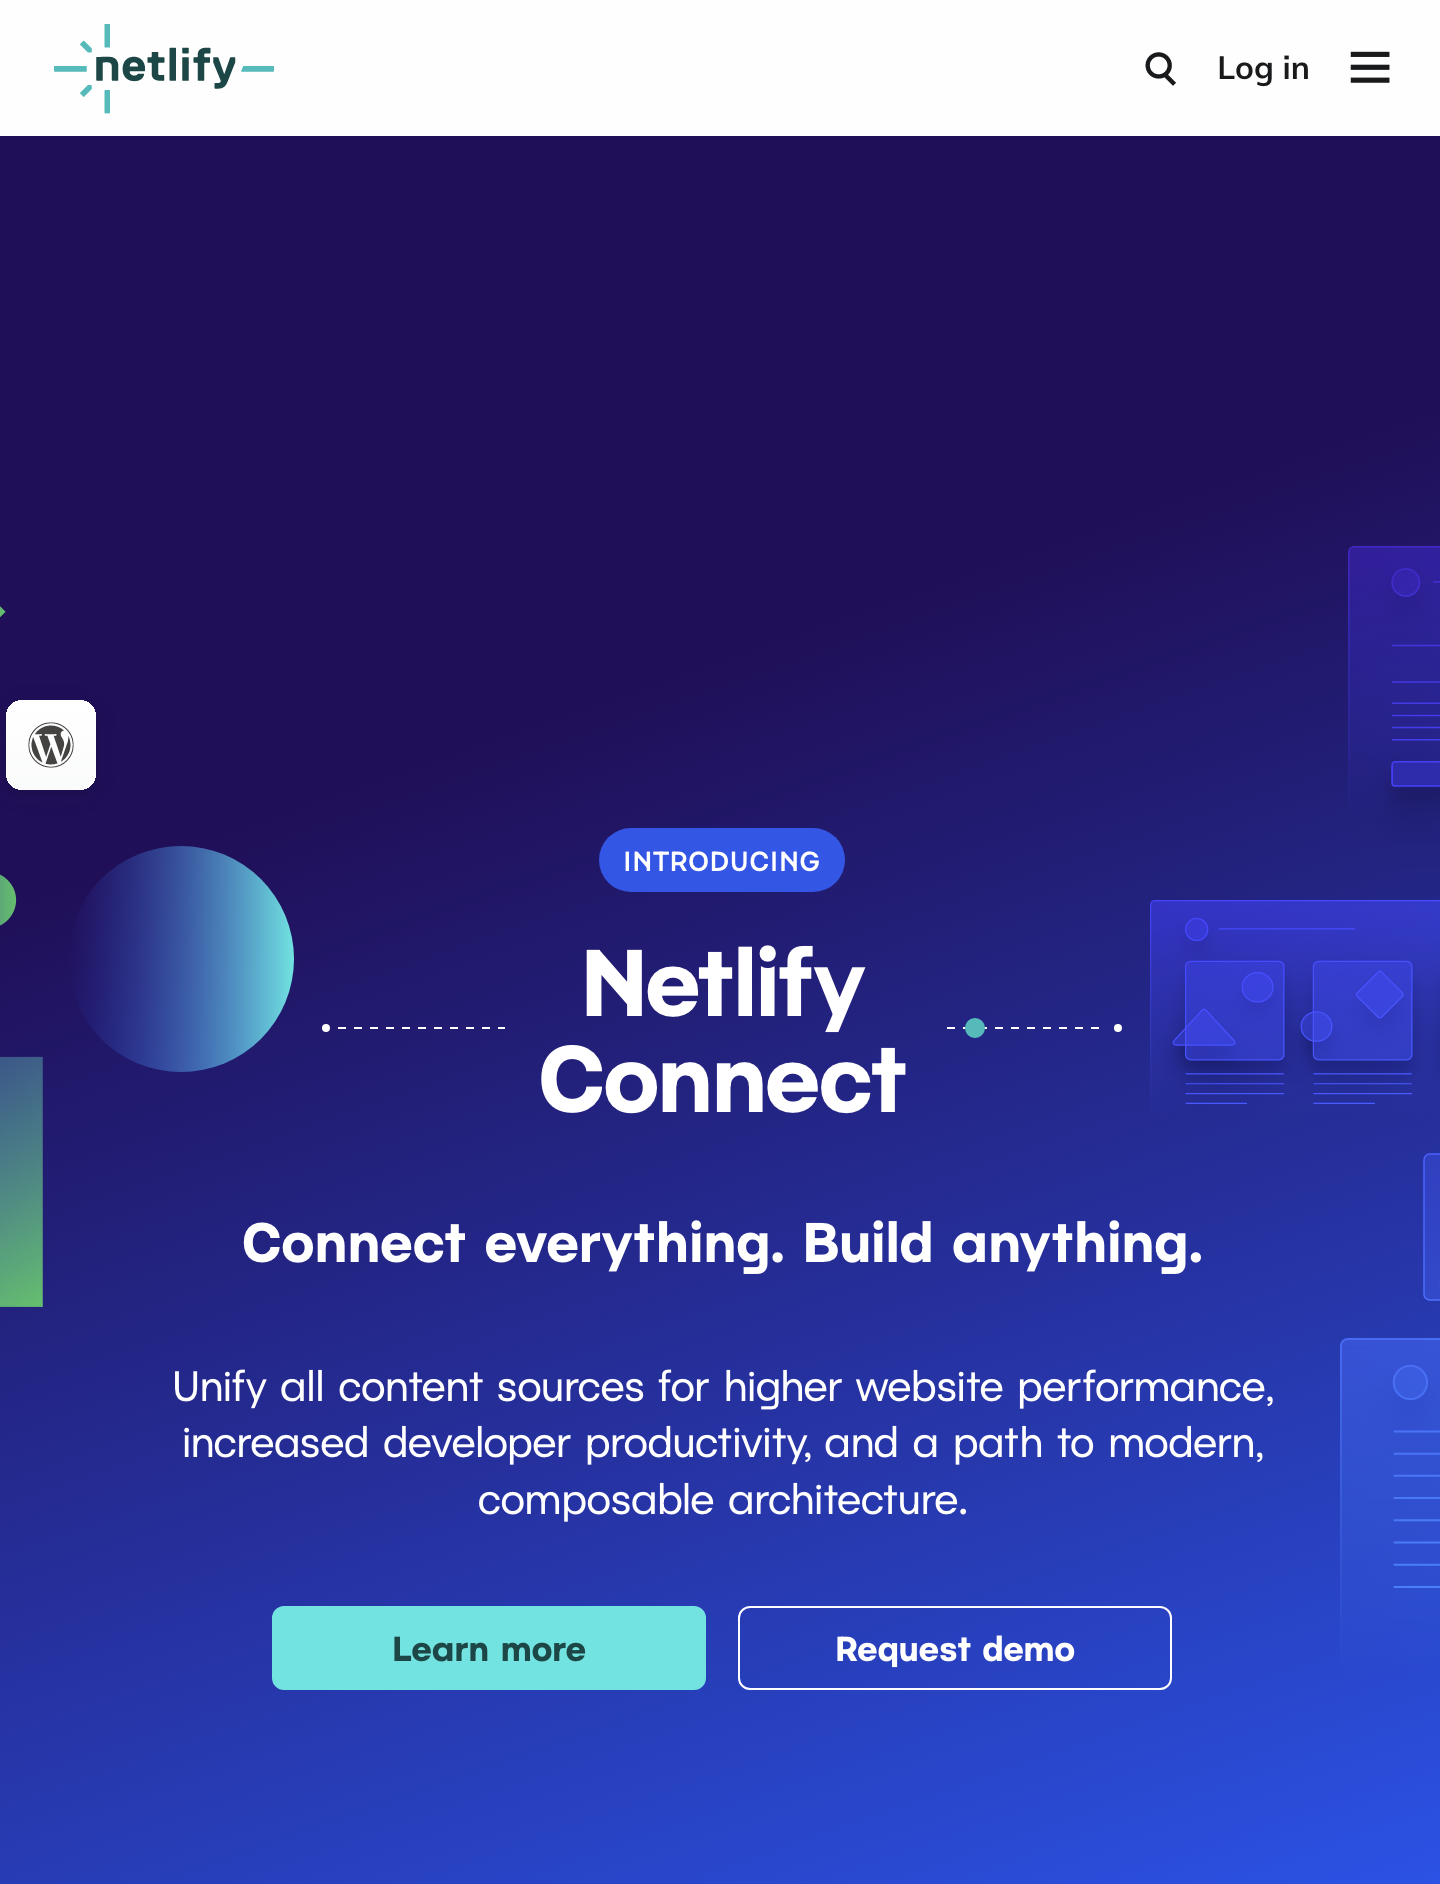 netlify
Log in
INTRODUCING
Netlify
Connect
Connect everything. Build anything.
Unify all content sources for higher website performance,
increased developer productivity, and a path to modern,
composable architecture.
Learn more
Request demo